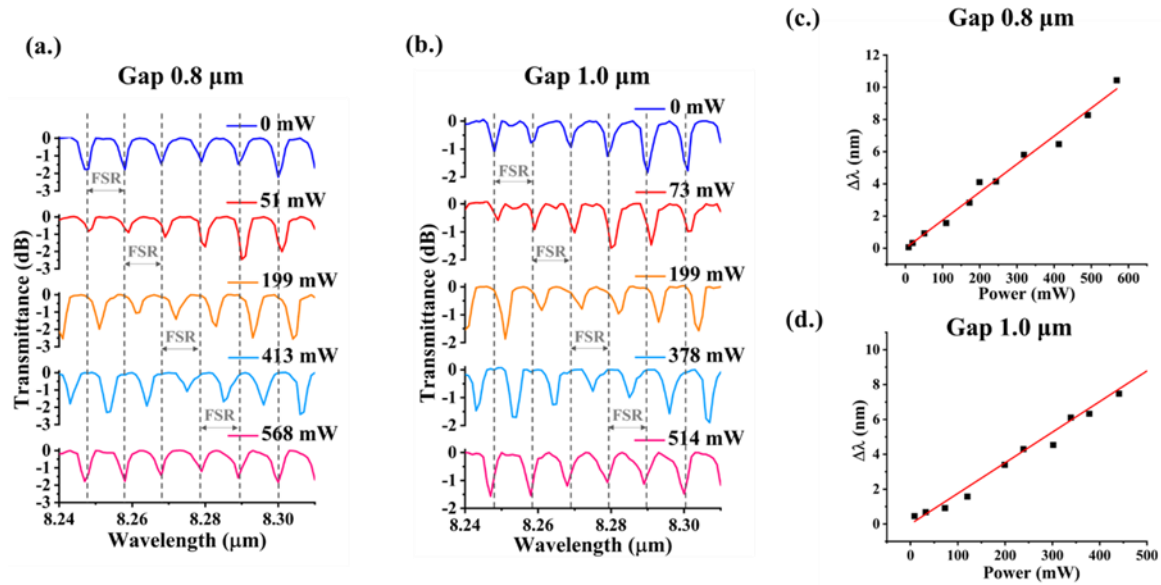 (a.)
Gap 0.8 μm
0 mW
0
-1
-2
-3
FSR
51 mW
0
-1
-2
-3
FSR
199 mW
0
-1
-2
-3
FSR
413 mW
0
-1
-2
-3
FSR
568 mW
0
-1
-2
-3
8.24
8.26
8.28
8.30
Wavelength (μm)
Transmittance (dB)
(b.)
Gap 1.0 μm
0 mW
0
-1
-2
FSR
73 mW
0
-1
-2
FSR
199 mW
0
-1
-2
FSR
378 mW
0
-1
-2
FSR
514 mW
0
-1
-2
8.24
8.26
8.28
8.30
Wavelength (μm)
Transmittance (dB)
(c.)
Gap 0.8 μm
12
10
8
6
4
2
0
Δλ (nm)
0 100 200 300 400 500 600
Power (mW)
(d.)
Gap 1.0 μm
10
8
6
4
2
0
Δλ (nm)
0 100 200 300 400 500
Power (mW)